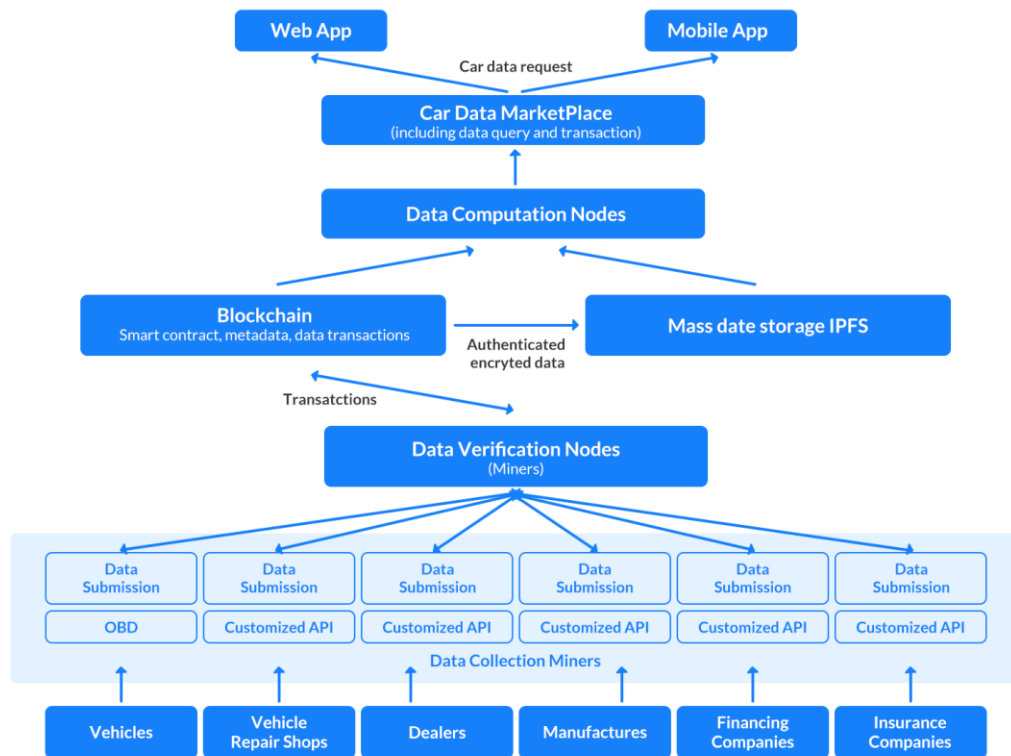 Web App
Mobile App
Car data request
Car Data MarketPlace
(including data query and transaction)
Data Computation Nodes
Blockchain
Smart contract, metadata, data transactions
Mass date storage IPFS
Authenticated
encryted data
Transatctions
Data Verification Nodes
(Miners)
Data
Submission
Data
Submission
Data
Submission
Data
Submission
Data
Submission
Data
Submission
OBD
Customized API
Customized API
Customized API
Customized API
Customized API
Data Collection Miners
Vehicles
Vehicle
Repair Shops
Dealers
Manufactures
Financing
Companies
Insurance
Companies